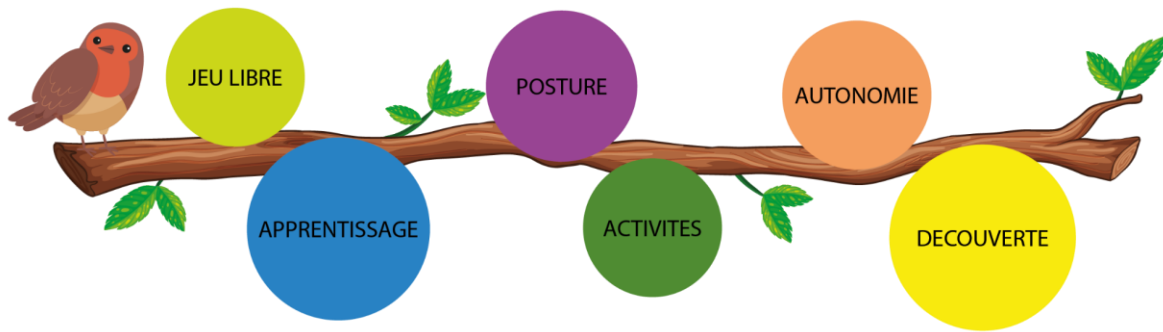 JEU LIBRE
POSTURE
AUTONOMIE
APPRENTISSAGE
ACTIVITES
DECOUVERTE